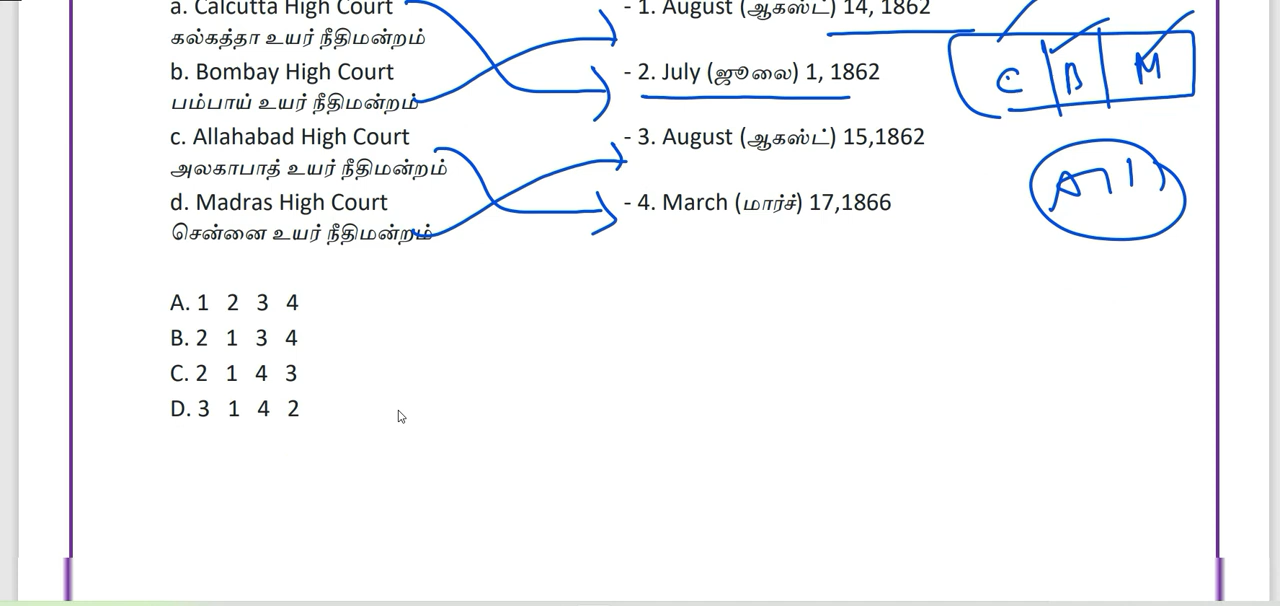 a. Calcutta High Court - 1. August (ஆகஸ்ட்) 14, 1862
கல்கத்தா உயர் நீதிமன்றம்
b. Bombay High Court - 2. July (ஜூலை) 1, 1862
பம்பாய் உயர் நீதிமன்றம்
c. Allahabad High Court - 3. August (ஆகஸ்ட்) 15,1862
அலகாபாத் உயர் நீதிமன்றம்
d. Madras High Court - 4. March (மார்ச்) 17,1866
சென்னை உயர் நீதிமன்றம்
C B M
A. 1 2 3 4
B. 2 1 3 4
C. 2 1 4 3
D. 3 1 4 2